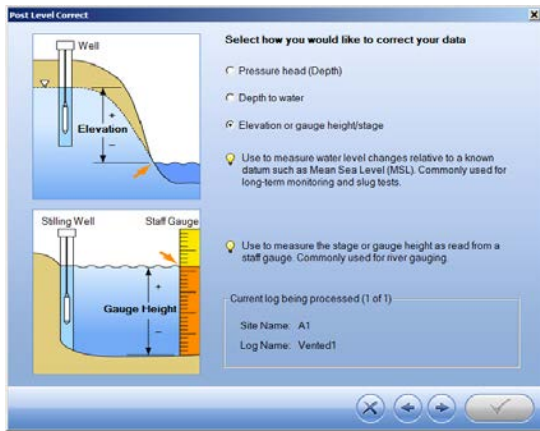 Post Level Correct
Well
Elevation
+
−
Stilling Well
Staff Gauge
Gauge Height
+
−
Select how you would like to correct your data
Pressure head (Depth)
Depth to water
Elevation or gauge height/stage
Use to measure water level changes relative to a known
datum such as Mean Sea Level (MSL). Commonly used for
long-term monitoring and slug tests.
Use to measure the stage or gauge height as read from a
staff gauge. Commonly used for river gauging.
Current log being processed (1 of 1)
Site Name: A1
Log Name: Vented1